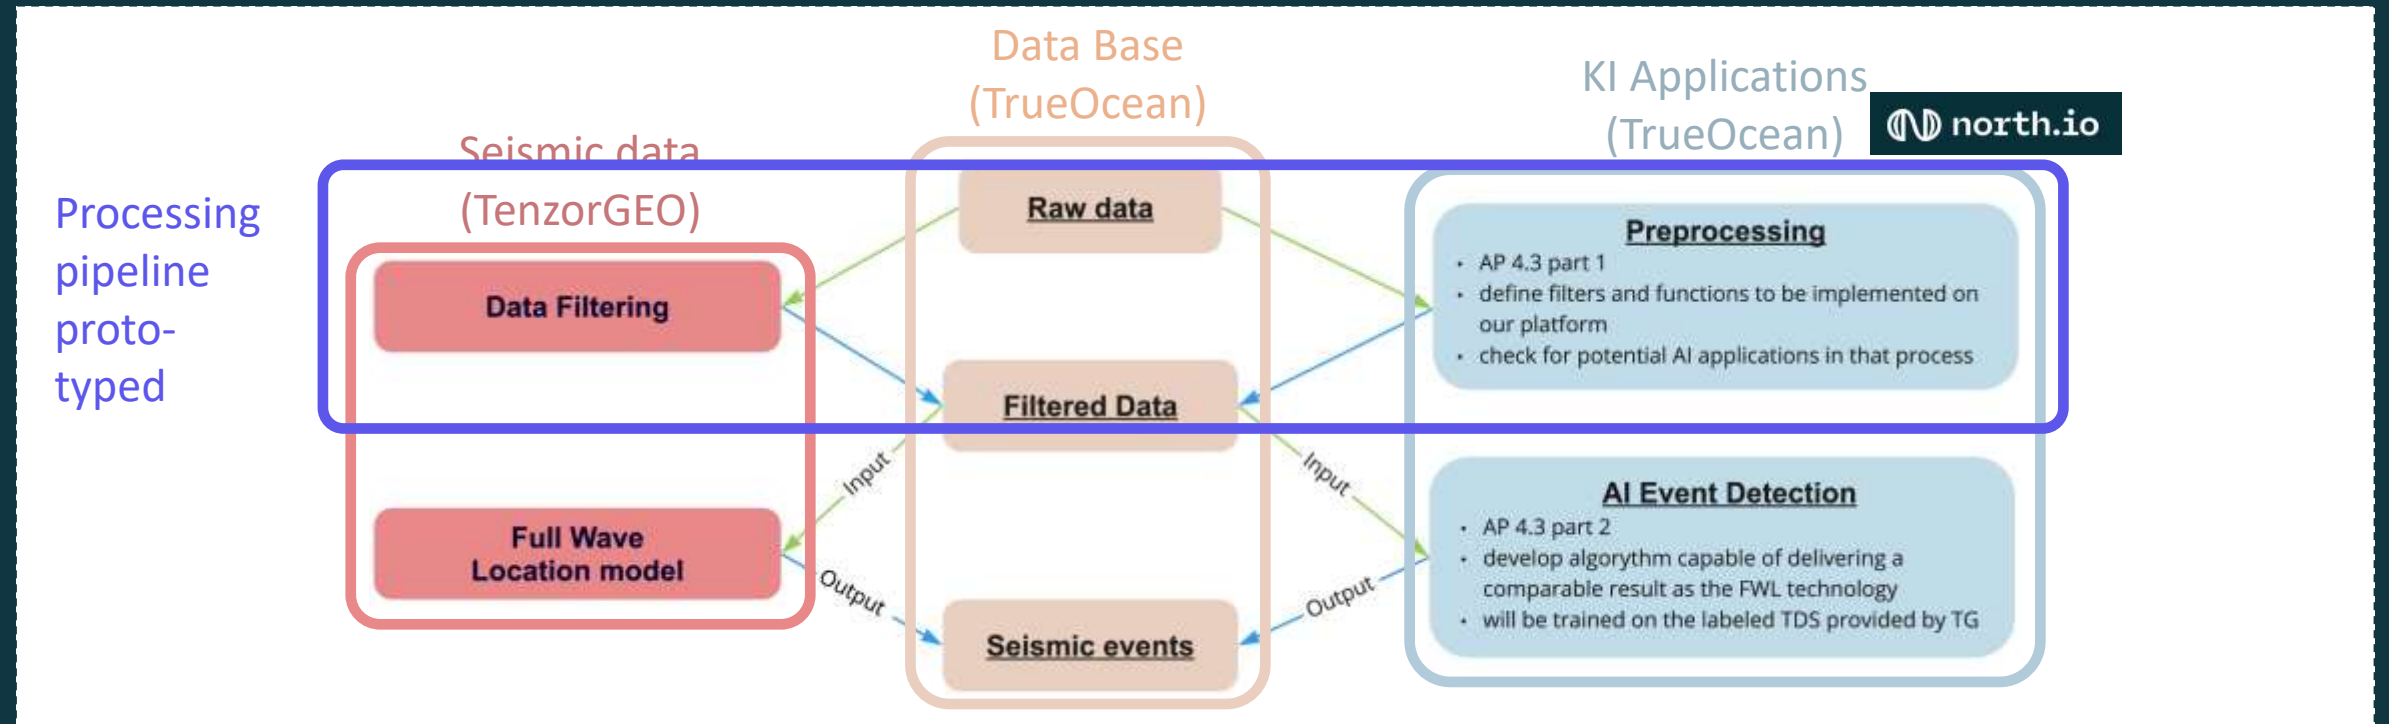 Data Base
(TrueOcean)
KI Applications
(TrueOcean)
north.io
Seismic data
(TenzorGEO)
Processing
pipeline
proto-
typed
Raw data
Data Filtering
Filtered Data
Preprocessing
• AP 4.3 part 1
• define filters and functions to be implemented on
our platform
• check for potential AI applications in that process
Input
Input
Full Wave
Location model
Output
Output
Seismic events
AI Event Detection
• AP 4.3 part 2
• develop algorythm capable of delivering a
comparable result as the FWL technology
• will be trained on the labeled TDS provided by TG